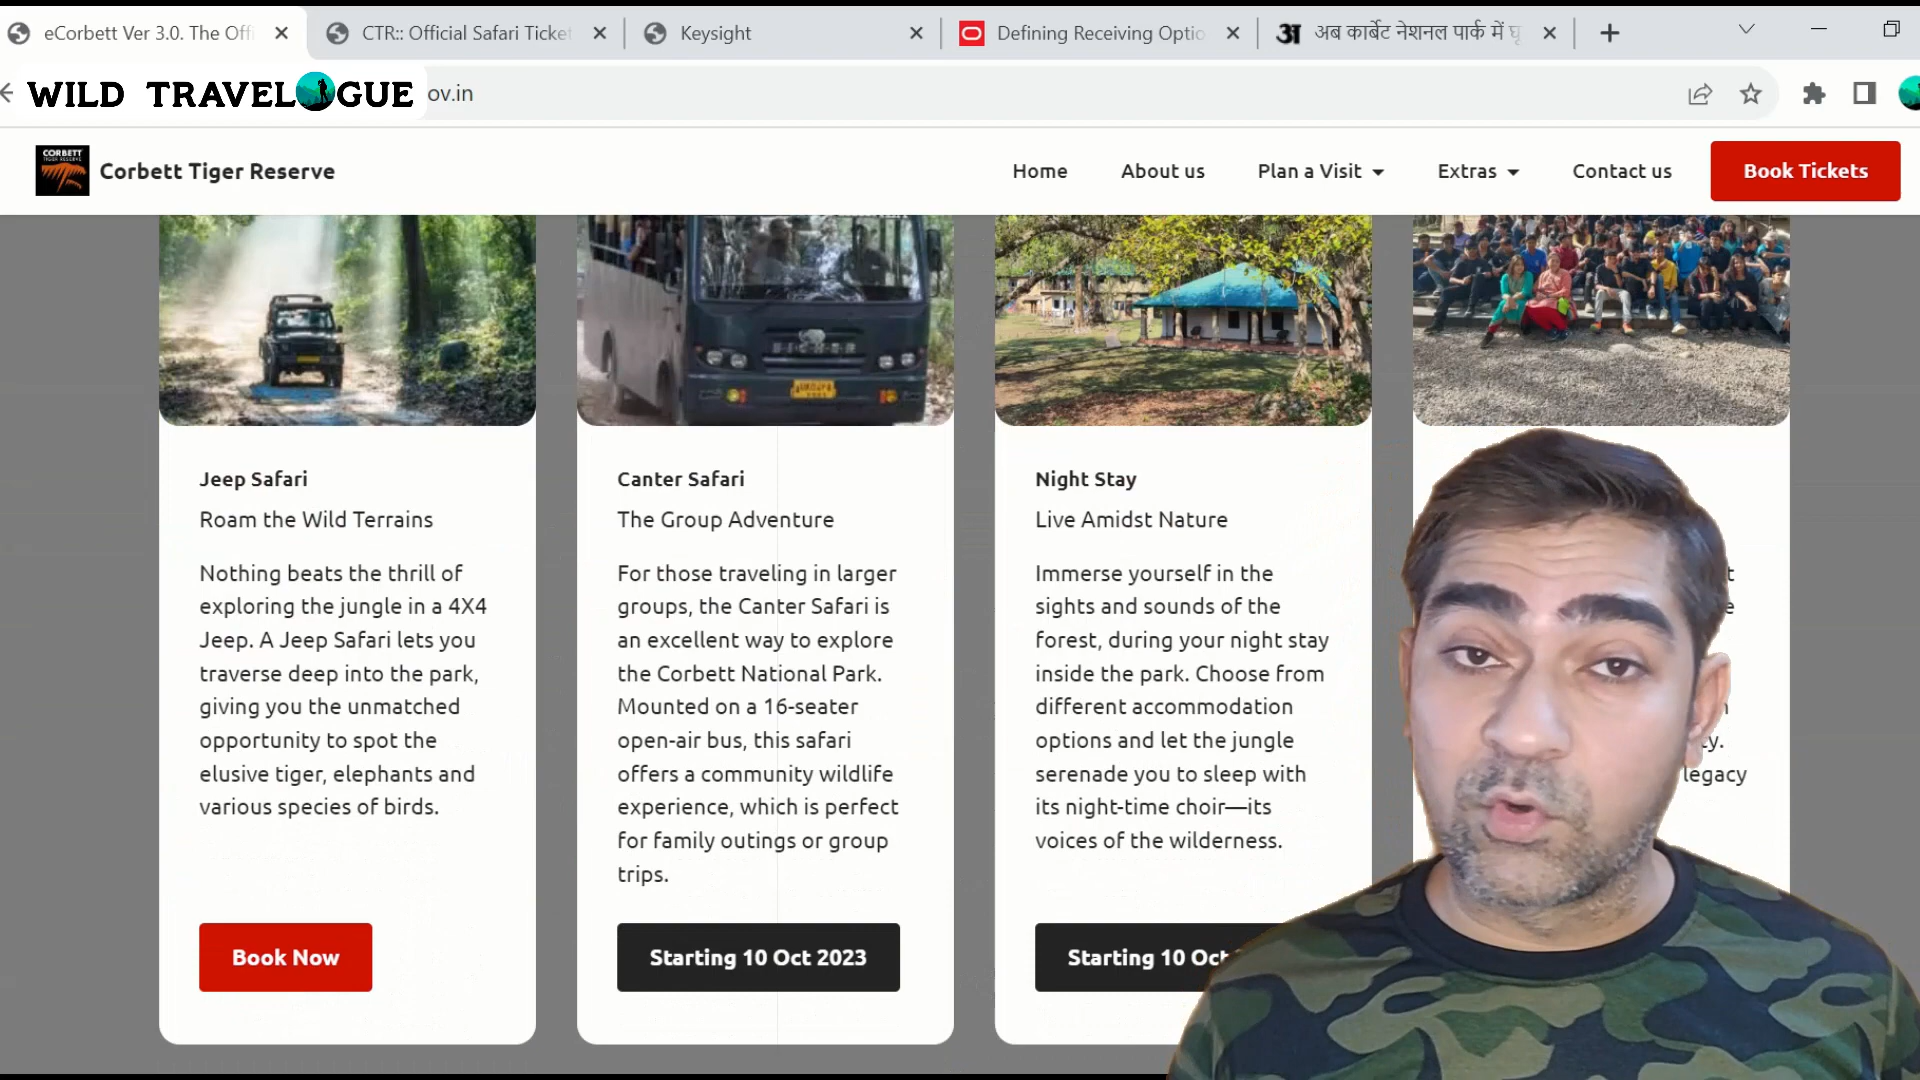 eCorbett Ver 3.0. The Offi
CTR:: Official Safari Ticket
Keysight
Defining Receiving Optio
अब कार्बेट नेशनल पार्क में घू
WILD TRAVELOGUE
ov.in
CORBETT
TIGER RESERVE
Corbett Tiger Reserve
Home
About us
Plan a Visit
Extras
Contact us
Book Tickets
EICHER
Jeep Safari
Roam the Wild Terrains
Nothing beats the thrill of
exploring the jungle in a 4X4
Jeep. A Jeep Safari lets you
traverse deep into the park,
giving you the unmatched
opportunity to spot the
elusive tiger, elephants and
various species of birds.
Book Now
Canter Safari
The Group Adventure
For those traveling in larger
groups, the Canter Safari is
an excellent way to explore
the Corbett National Park.
Mounted on a 16-seater
open-air bus, this safari
offers a community wildlife
experience, which is perfect
for family outings or group
trips.
Starting 10 Oct 2023
Night Stay
Live Amidst Nature
Immerse yourself in the
sights and sounds of the
forest, during your night stay
inside the park. Choose from
different accommodation
options and let the jungle
serenade you to sleep with
its night-time choir—its
voices of the wilderness.
Starting 10 Oct
legacy